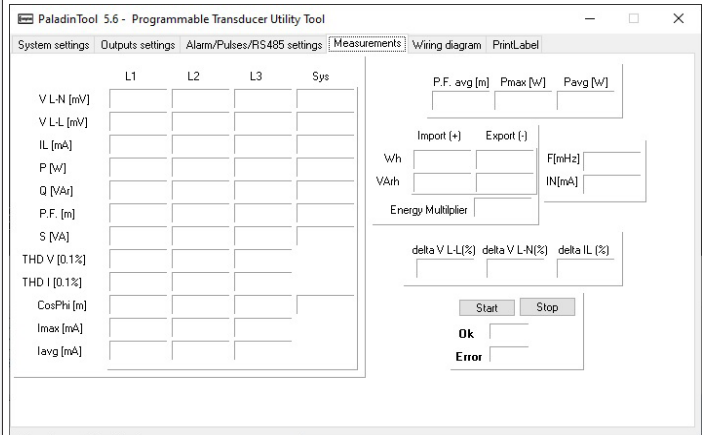 PaladinTool 5.6 - Programmable Transducer Utility Tool
System settings Outputs settings Alarm/Pulses/RS485 settings Measurements Wiring diagram PrintLabel
L1 L2 L3 Sys
V L-N [mV]
V L-L [mV]
IL [mA]
P [W]
Q [VAr]
P.F. [m]
S [VA]
THD V [0.1%]
THD I [0.1%]
CosPhi [m]
Imax [mA]
Iavg [mA]
P.F. avg [m] Pmax [W] Pavg [W]
Import (+) Export (-)
Wh
VArh
Energy Multilplier
F[mHz]
IN[mA]
delta V L-L(%) delta V L-N(%) delta IL (%)
Start Stop
Ok
Error